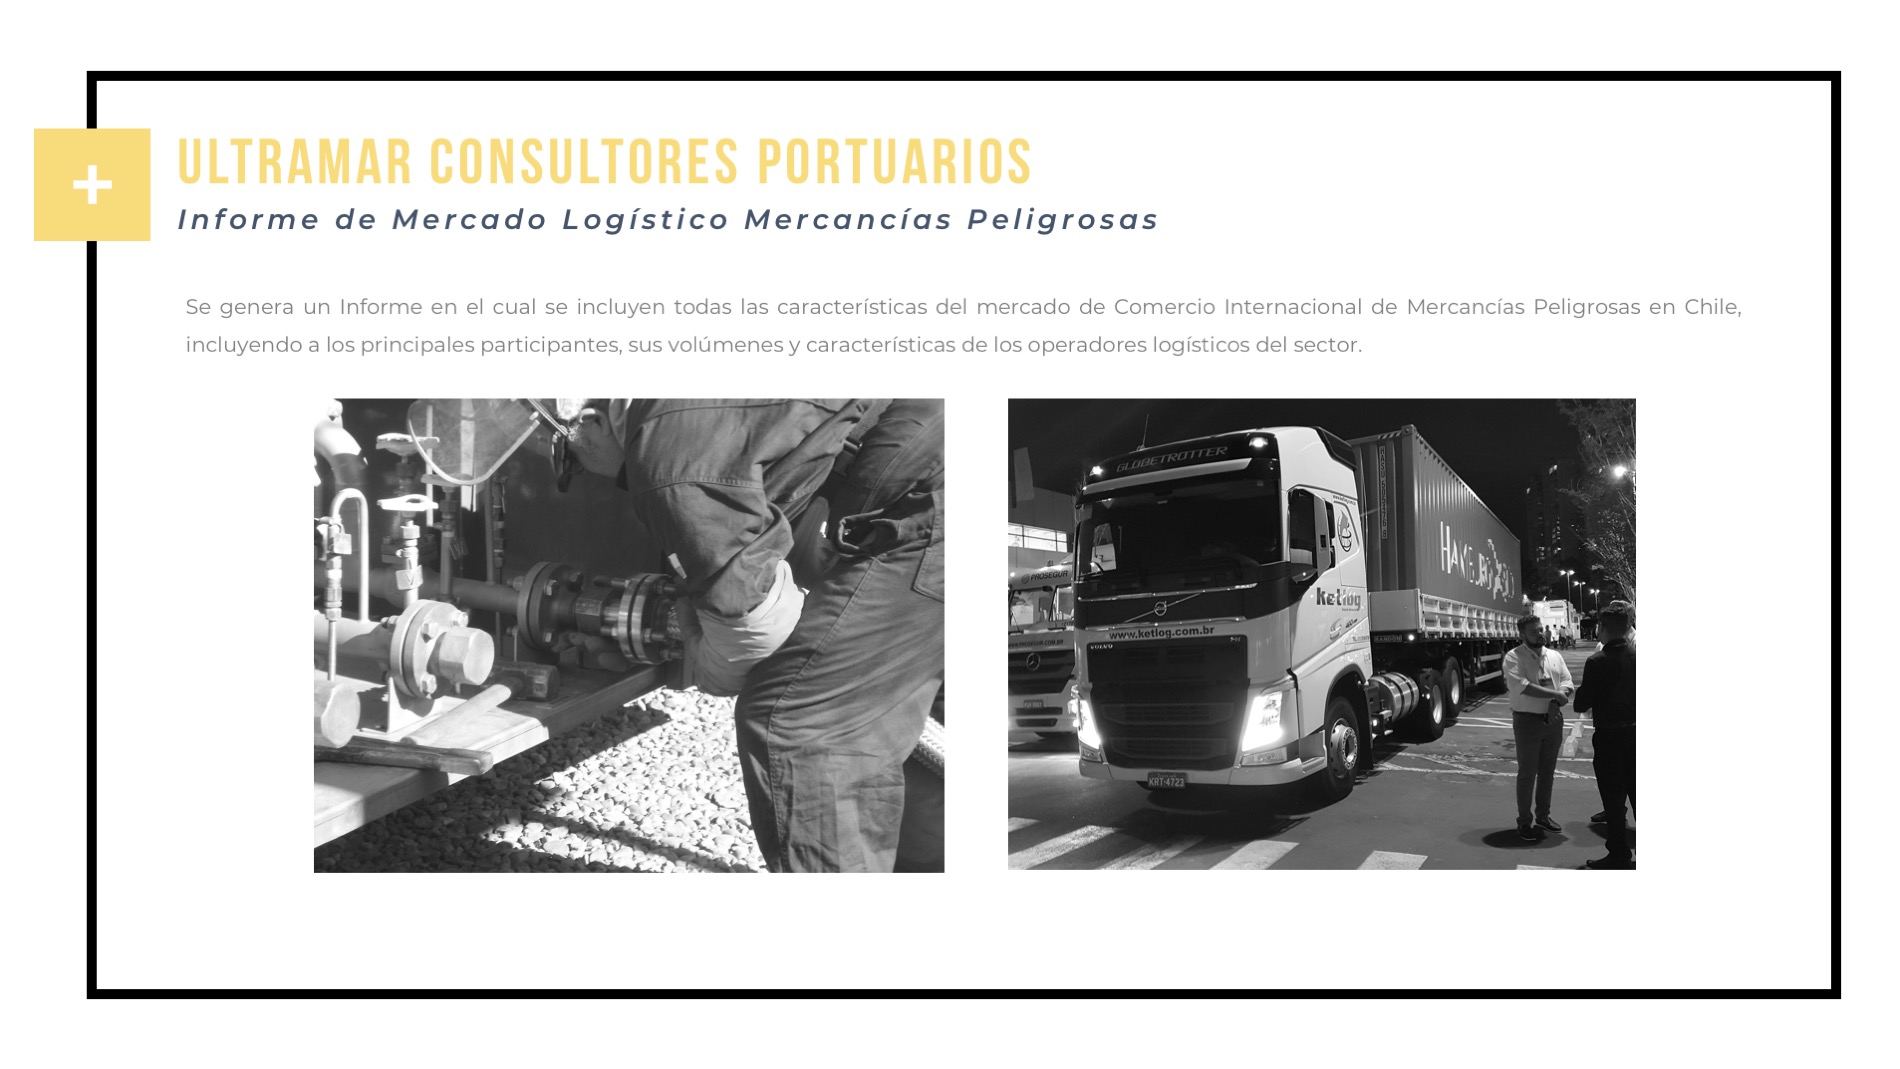 +
ULTRAMAR CONSULTORES PORTUARIOS
Informe de Mercado Logístico Mercancías Peligrosas
Se genera un Informe en el cual se incluyen todas las características del mercado de Comercio Internacional de Mercancías Peligrosas en Chile,
incluyendo a los principales participantes, sus volúmenes y características de los operadores logísticos del sector.
GLOBETROTTER
PROSEGUR
ketlog
www.ketlog.com.br
VOLVO
RANDON
KRT-4723